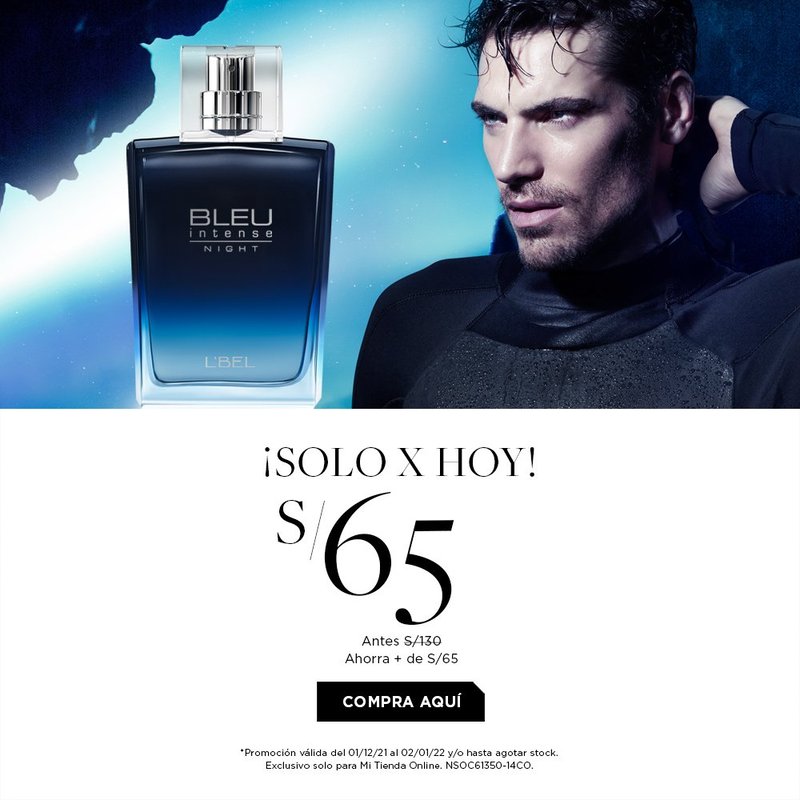 BLEU
intense
NIGHT
L'BEL
¡SOLO X HOY!
S/65
Antes S/130
Ahorra + de S/65
COMPRA AQUÍ
*Promoción válida del 01/12/21 al 02/01/22 y/o hasta agotar stock.
Exclusivo solo para Mi Tienda Online. NSOC61350-14CO.